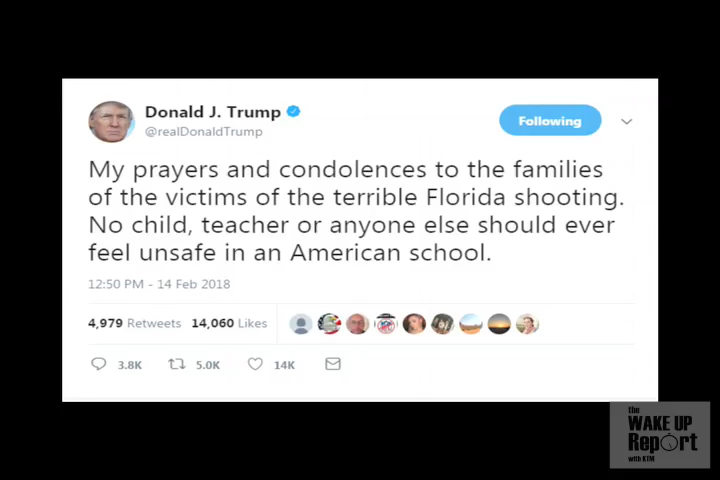 Donald J. Trump
@realDonaldTrump
Following
My prayers and condolences to the families
of the victims of the terrible Florida shooting.
No child, teacher or anyone else should ever
feel unsafe in an American school.
12:50 PM - 14 Feb 2018
4,979 Retweets 14,060 Likes
3.8K 5.0K 14K
the
WAKE UP
Report
with KTM